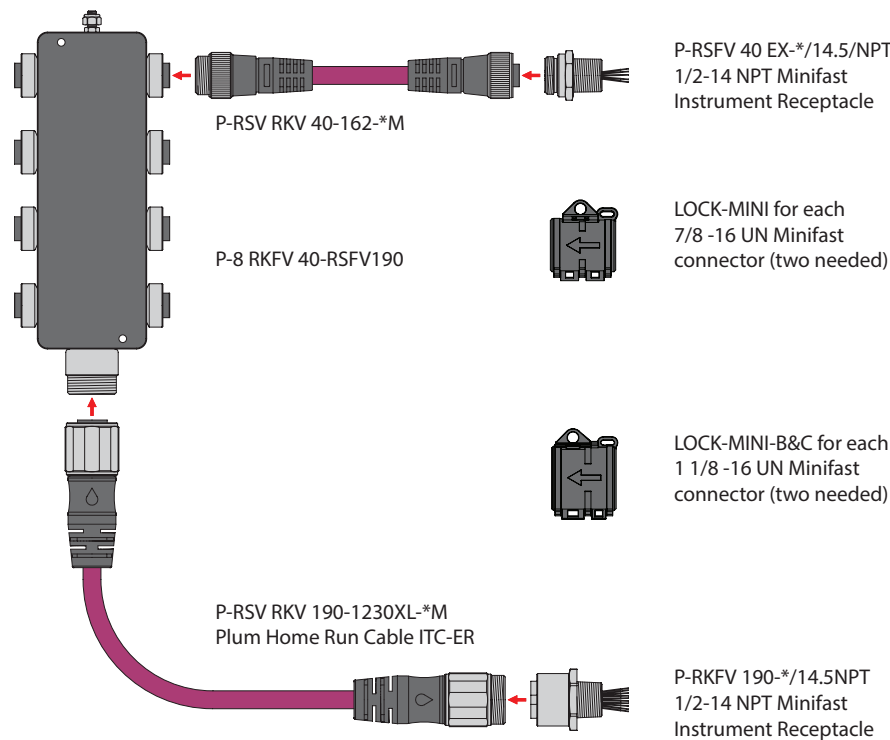 P-RSFV 40 EX-*/14.5/NPT
1/2-14 NPT Minifast
Instrument Receptacle
P-RSV RKV 40-162-*M
LOCK-MINI for each
7/8 -16 UN Minifast
connector (two needed)
P-8 RKFV 40-RSFV190
LOCK-MINI-B&C for each
1 1/8 -16 UN Minifast
connector (two needed)
P-RSV RKV 190-1230XL-*M
Plum Home Run Cable ITC-ER
P-RKFV 190-*/14.5NPT
1/2-14 NPT Minifast
Instrument Receptacle